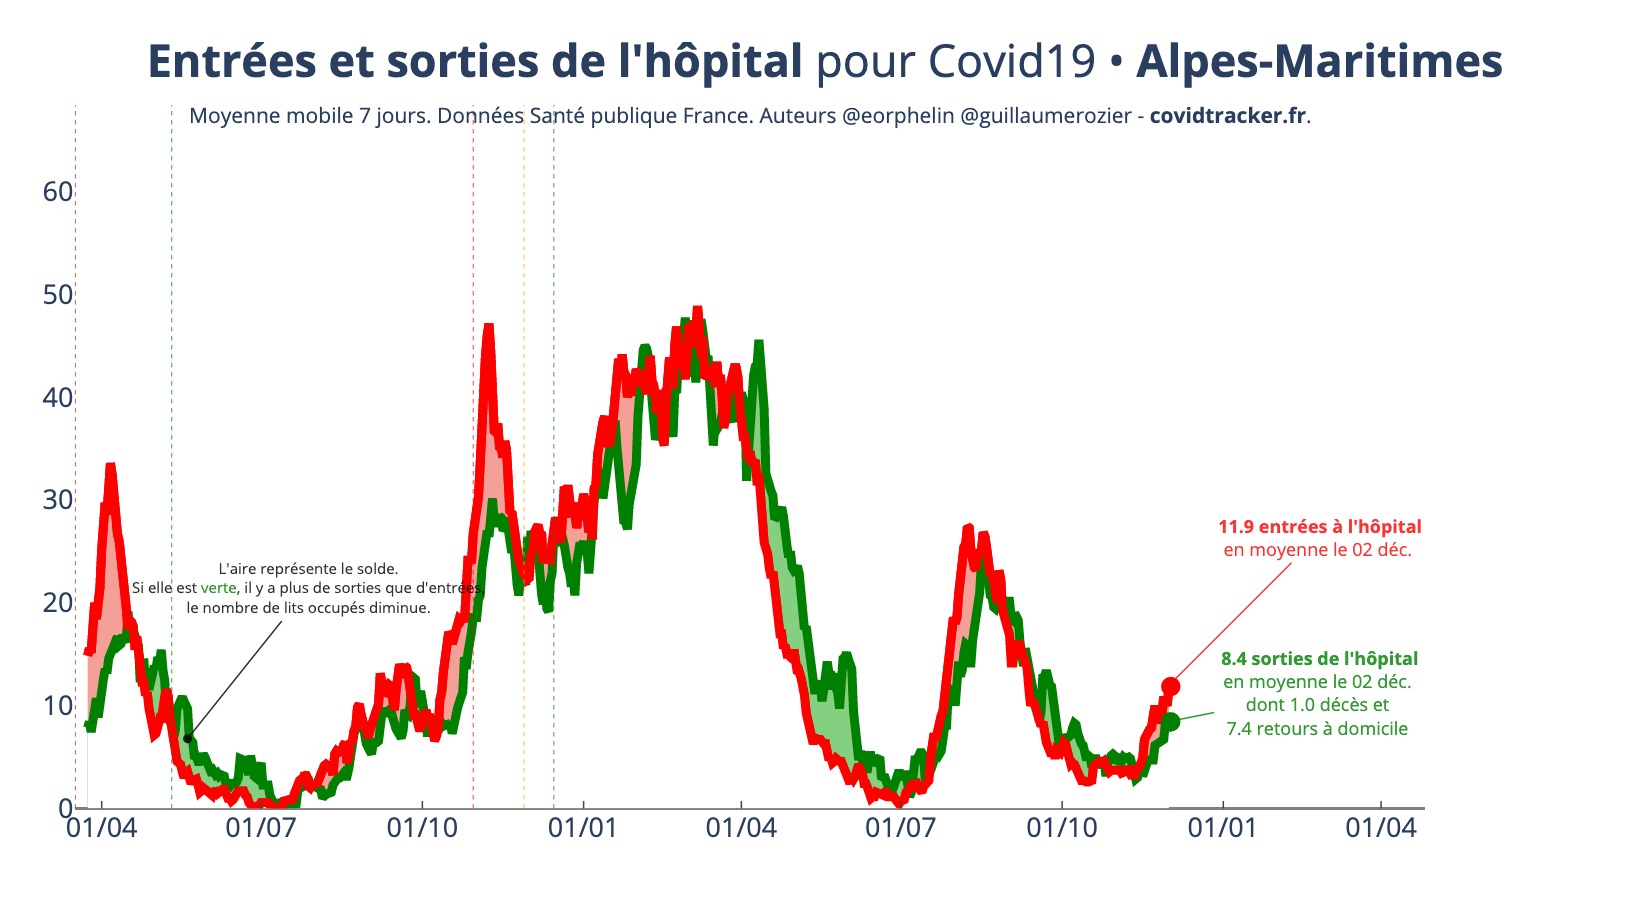 Entrées et sorties de l'hôpital pour Covid19 • Alpes-Maritimes
Moyenne mobile 7 jours. Données Santé publique France. Auteurs @eorphelin @guillaumerozier - covidtracker.fr.
60
50
40
30
20
10
0
L'aire représente le solde.
Si elle est verte, il y a plus de sorties que d'entrées,
le nombre de lits occupés diminue.
11.9 entrées à l'hôpital
en moyenne le 02 déc.
8.4 sorties de l'hôpital
en moyenne le 02 déc.
dont 1.0 décès et
7.4 retours à domicile
01/04 01/07 01/10 01/01 01/04 01/07 01/10 01/01 01/04